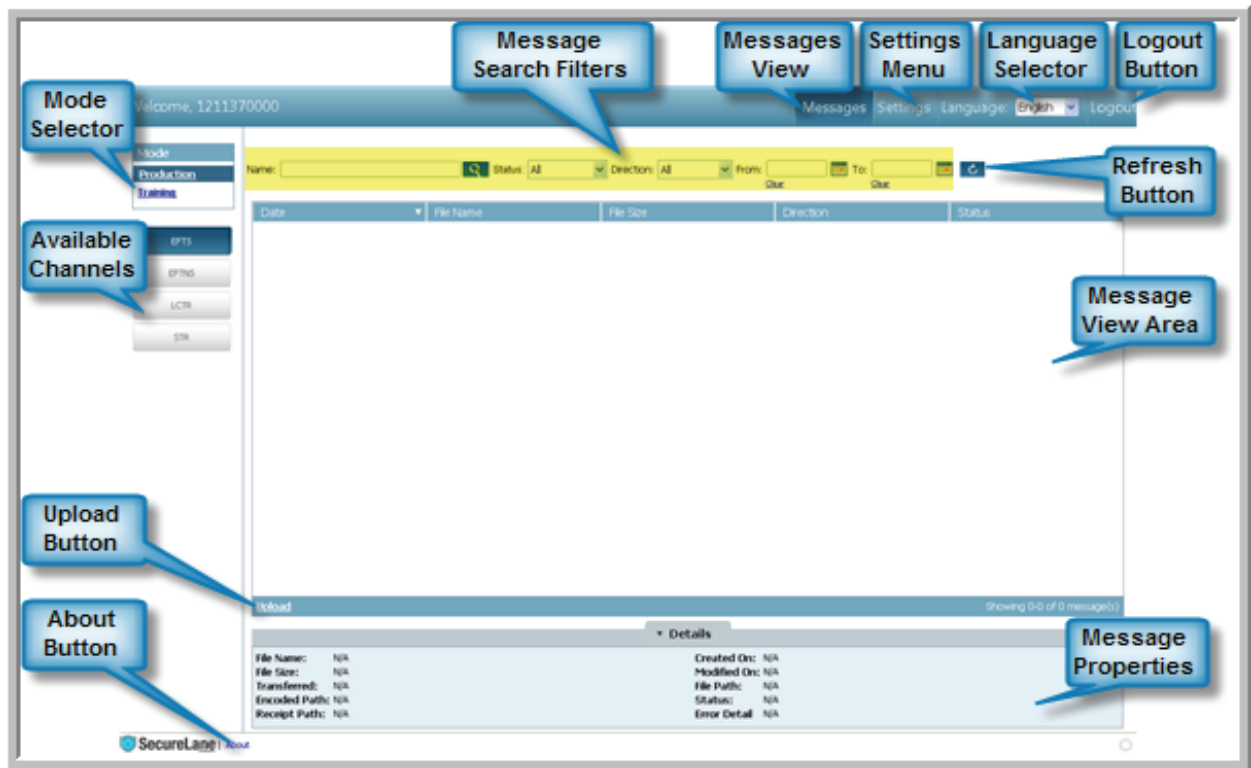 Message
Search Filters
Messages
View
Settings
Menu
Language
Selector
Logout
Button
Mode
Selector
Welcome, 1211370000
Messages Settings Language: English Logout
Mode
Production
Training
Name: Status: All Direction: All From: To:
Clear Clear
Refresh
Button
Date File Name File Size Direction Status
Available
Channels
EFTS
EFTNS
LCTR
STR
Message
View Area
Upload
Button
Upload Showing 0-0 of 0 message(s)
About
Button
Details
Message
Properties
File Name: N/A Created On: N/A
File Size: N/A Modified On: N/A
Transferred: N/A File Path: N/A
Encoded Path: N/A Status: N/A
Receipt Path: N/A Error Detail N/A
SecureLane | About